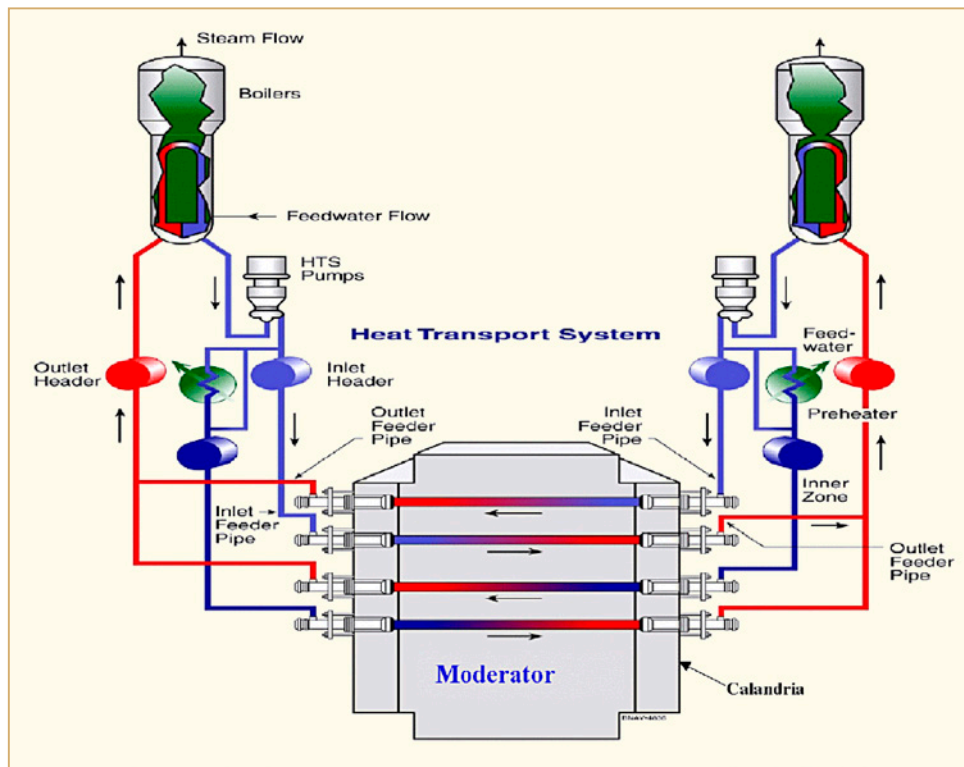 Steam Flow
Boilers
Feedwater Flow
HTS
Pumps
Heat Transport System
Outlet
Header
Inlet
Header
Feed-
water
Preheater
Outlet
Feeder
Pipe
Inlet
Feeder
Pipe
Inner
Zone
Inlet
Feeder
Pipe
Outlet
Feeder
Pipe
Moderator
Calandria